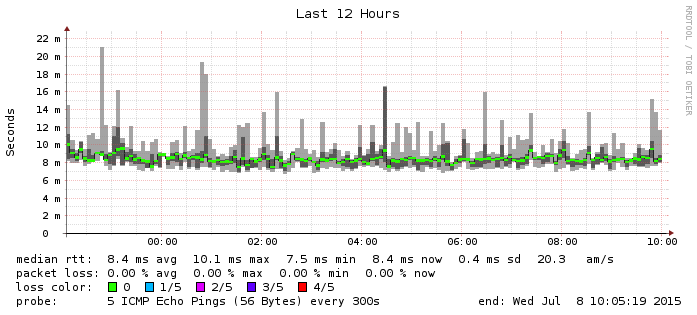 Last 12 Hours
RRDTOOL / TOBI OETIKER
Seconds
22 m
20 m
18 m
16 m
14 m
12 m
10 m
8 m
6 m
4 m
2 m
0
00:00 02:00 04:00 06:00 08:00 10:00
median rtt: 8.4 ms avg 10.1 ms max 7.5 ms min 8.4 ms now 0.4 ms sd 20.3 am/s
packet loss: 0.00 % avg 0.00 % max 0.00 % min 0.00 % now
loss color: 0 1/5 2/5 3/5 4/5
probe: 5 ICMP Echo Pings (56 Bytes) every 300s end: Wed Jul 8 10:05:19 2015